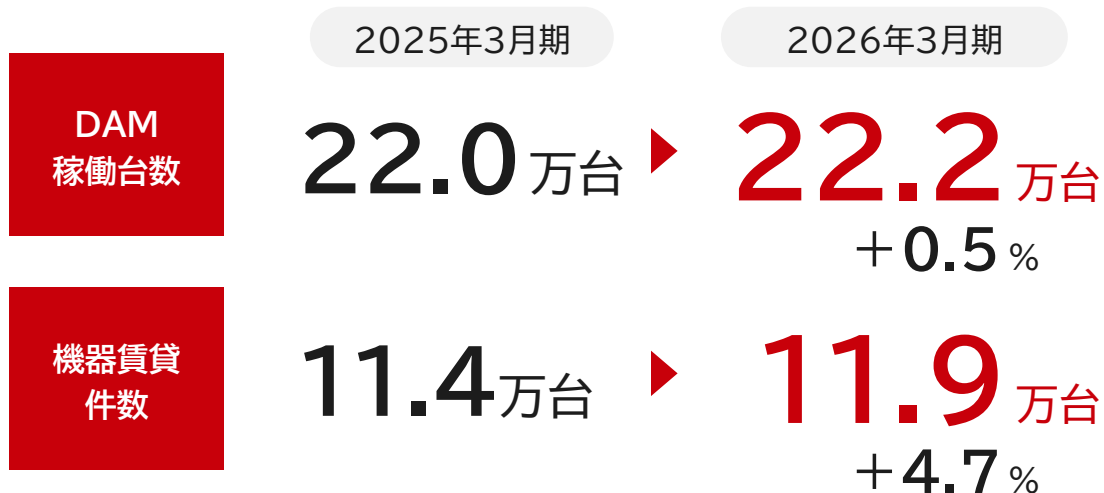 2025年3月期
2026年3月期
DAM
稼働台数
22.0万台
22.2万台
+0.5%
機器賃貸
件数
11.4万台
11.9万台
+4.7%